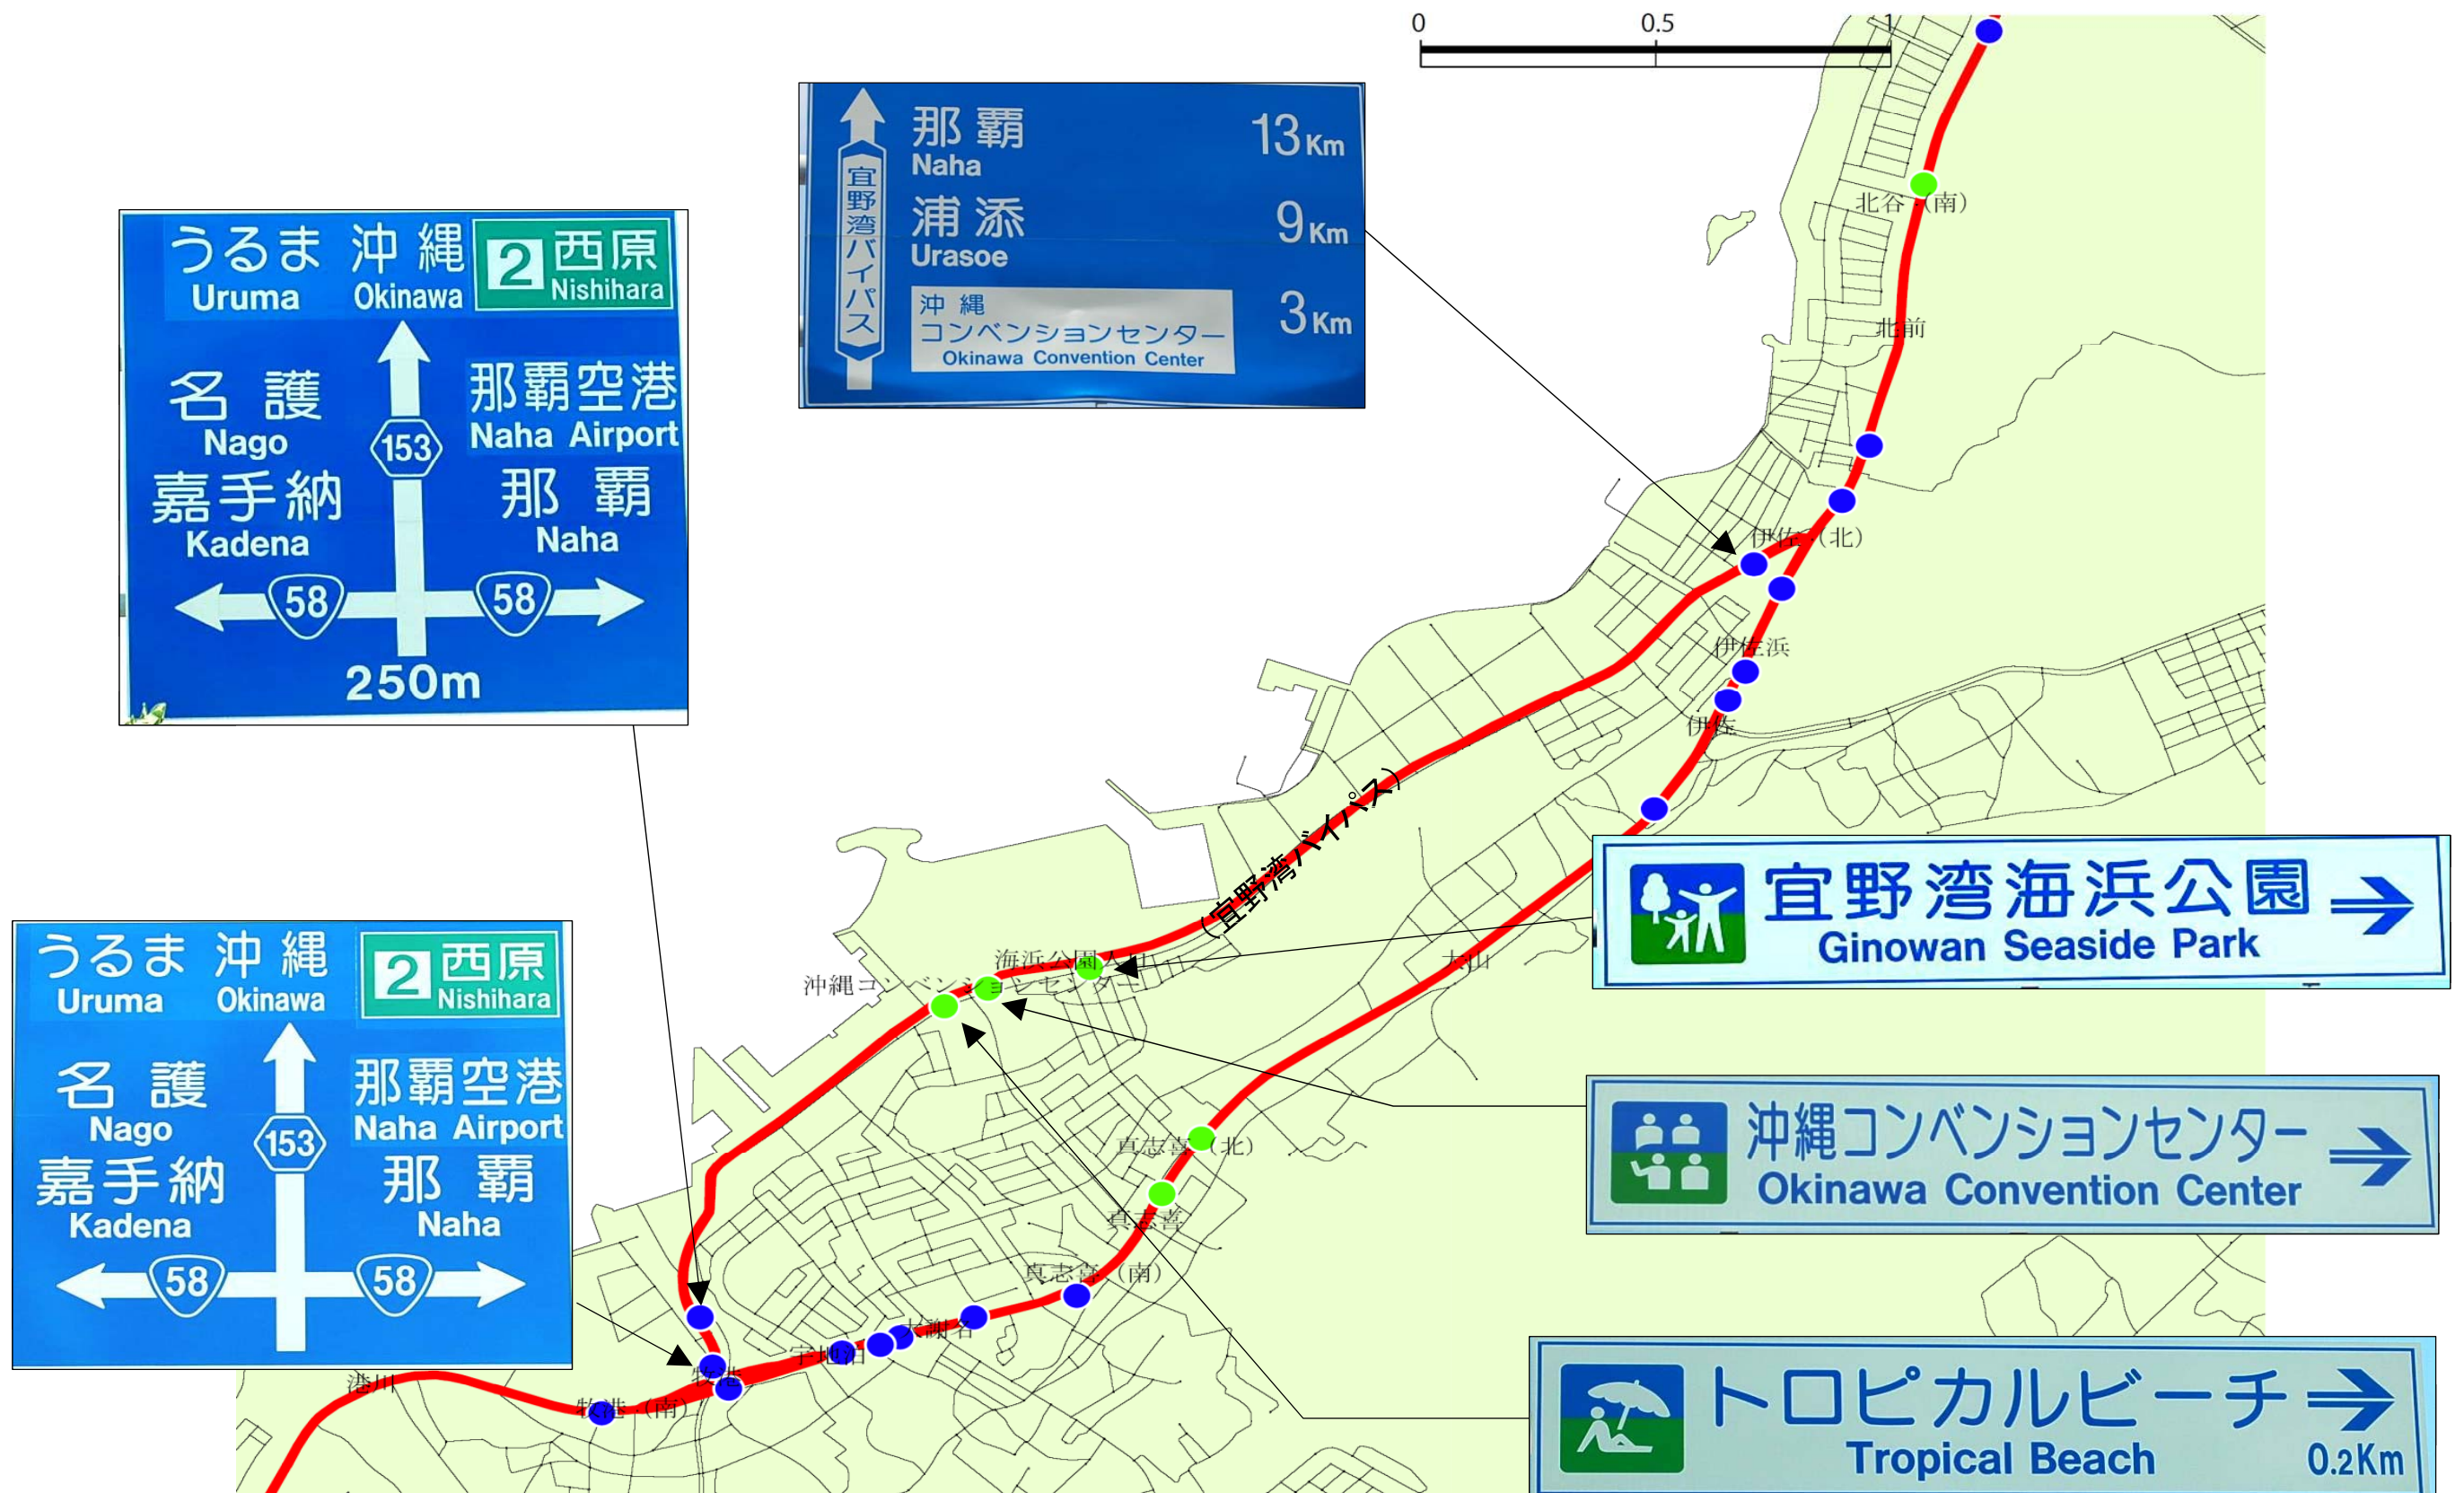 0 0.5 1
那覇 13Km
Naha
浦添 9Km
Urasoe
沖縄
コンベンションセンター 3Km
Okinawa Convention Center
宜野湾バイパス
うるま 沖縄 2 西原
Uruma Okinawa Nishihara
名護 那覇空港
Nago 153 Naha Airport
嘉手納 那覇
Kadena Naha
58 58
250m
北谷（南）
北前
伊佐（北）
伊佐浜
伊佐
（宜野湾バイパス）
宜野湾海浜公園
Ginowan Seaside Park
海浜公園入口
沖縄コンベンションセンター
大山
うるま 沖縄 2 西原
Uruma Okinawa Nishihara
名護 那覇空港
Nago 153 Naha Airport
嘉手納 那覇
Kadena Naha
58 58
沖縄コンベンションセンター
Okinawa Convention Center
真志喜（北）
真志喜
真志喜（南）
大謝名
宇地泊
牧港
牧港（南）
港川
トロピカルビーチ
Tropical Beach 0.2Km